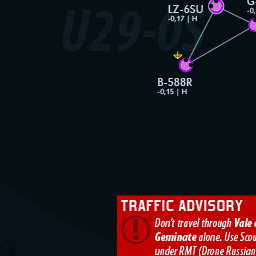 U29-0S
LZ-6SU
-0,17 | H
G
-0,
B-588R
-0,15 | H
TRAFFIC ADVISORY
Don't travel through Vale
Geminate alone. Use Scou
under RMT (Drone Russian